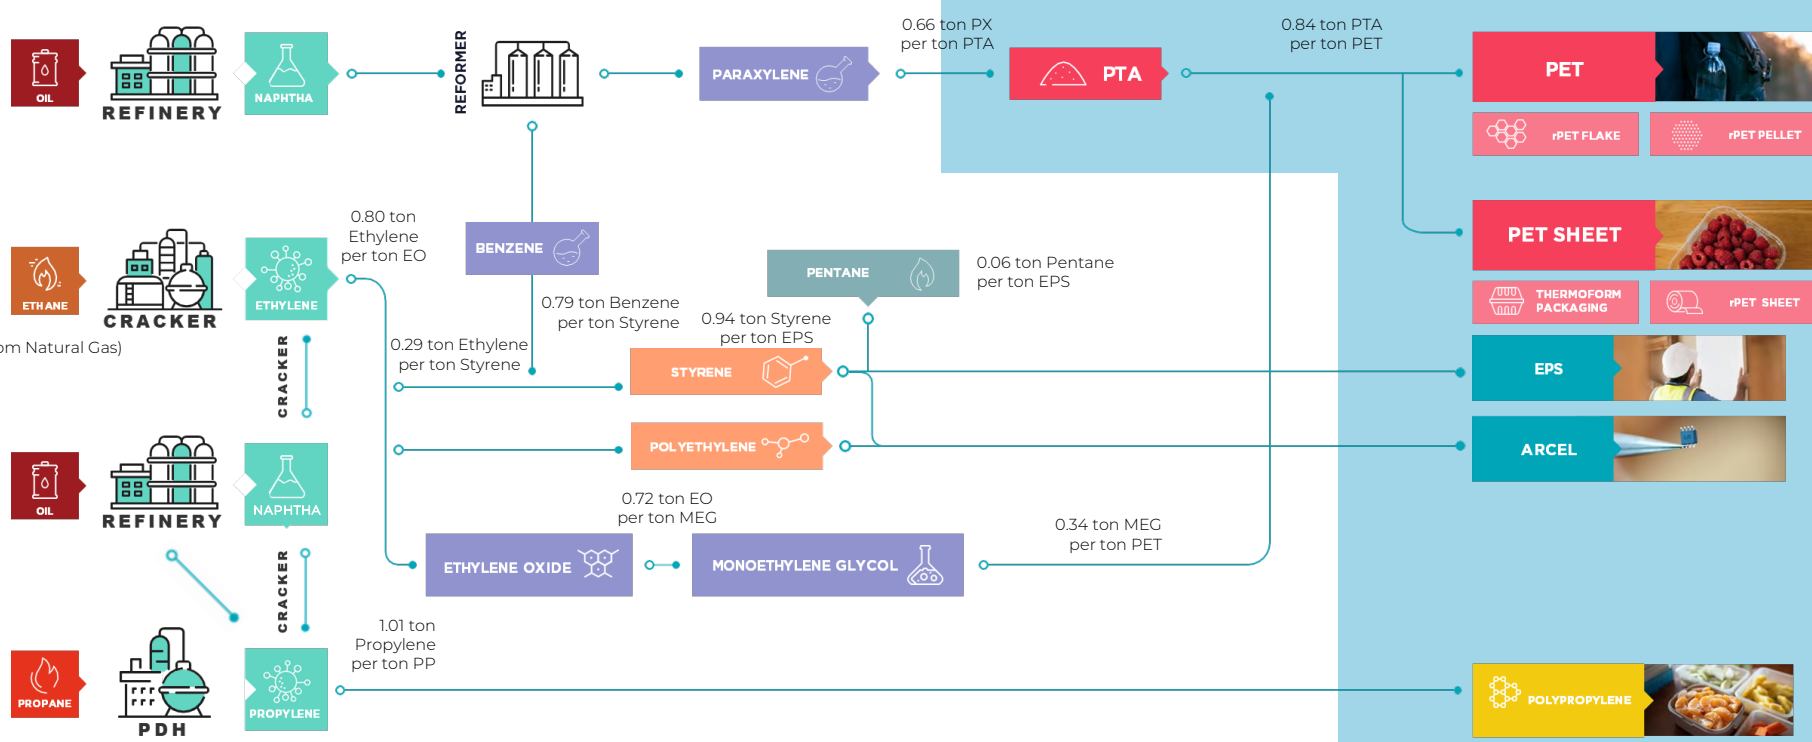 OIL
REFINERY
NAPHTHA
REFORMER
PARAXYLENE
0.66 ton PX
per ton PTA
PTA
0.84 ton PTA
per ton PET
PET
rPET FLAKE
rPET PELLET
ETHANE
CRACKER
om Natural Gas)
ETHYLENE
0.80 ton
Ethylene
per ton EO
BENZENE
0.79 ton Benzene
per ton Styrene
PENTANE
0.06 ton Pentane
per ton EPS
PET SHEET
THERMOFORM
PACKAGING
rPET SHEET
CRACKER
0.29 ton Ethylene
per ton Styrene
0.94 ton Styrene
per ton EPS
STYRENE
EPS
POLYETHYLENE
ARCEL
OIL
REFINERY
NAPHTHA
CRACKER
0.72 ton EO
per ton MEG
ETHYLENE OXIDE
MONOETHYLENE GLYCOL
0.34 ton MEG
per ton PET
PROPANE
PDH
PROPYLENE
1.01 ton
Propylene
per ton PP
POLYPROPYLENE